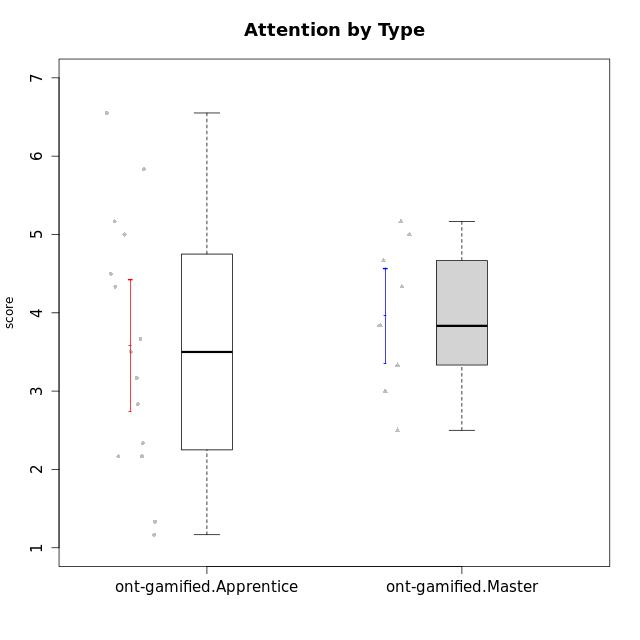 Attention by Type
7
6
5
4
3
2
1
score
ont-gamified.Apprentice
ont-gamified.Master